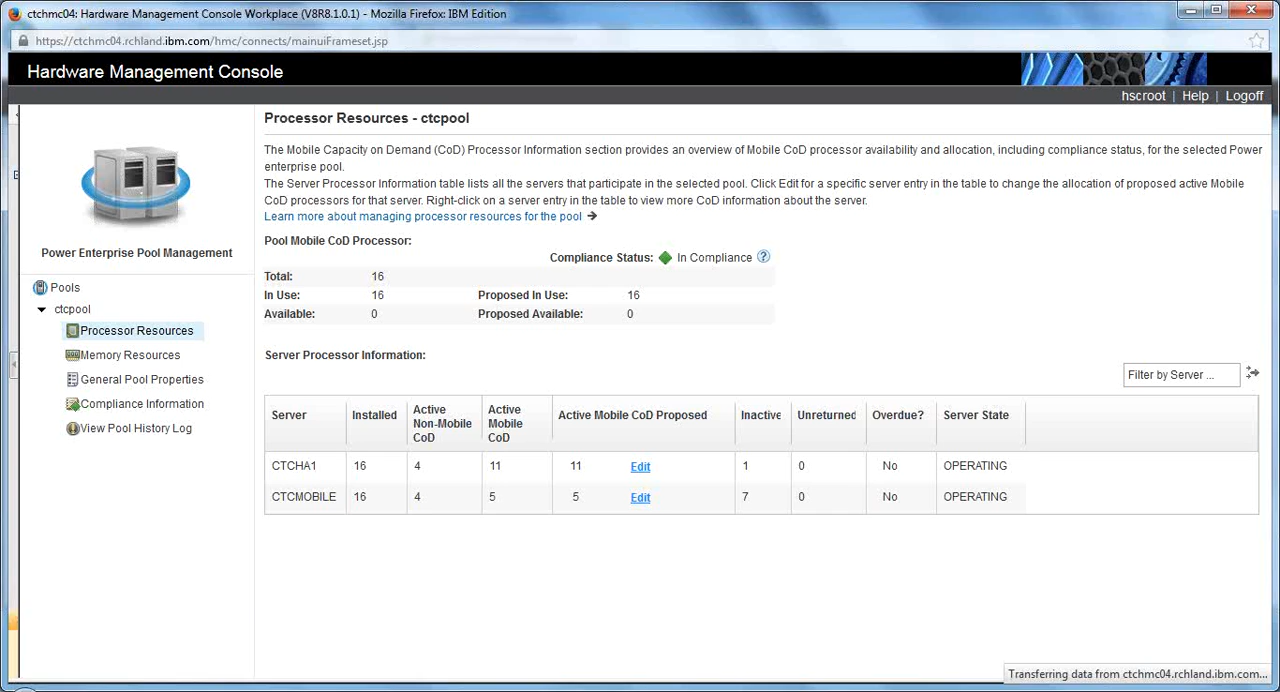 ctchmc04: Hardware Management Console Workplace (V8R8.1.0.1) - Mozilla Firefox: IBM Edition
https://ctchmc04.rchland.ibm.com/hmc/connects/mainuiFrameset.jsp
Hardware Management Console
hscroot | Help | Logoff
Power Enterprise Pool Management
Pools
ctcpool
Processor Resources
Memory Resources
General Pool Properties
Compliance Information
View Pool History Log
Processor Resources - ctcpool
The Mobile Capacity on Demand (CoD) Processor Information section provides an overview of Mobile CoD processor availability and allocation, including compliance status, for the selected Power
enterprise pool.
The Server Processor Information table lists all the servers that participate in the selected pool. Click Edit for a specific server entry in the table to change the allocation of proposed active Mobile
CoD processors for that server. Right-click on a server entry in the table to view more CoD information about the server.
Learn more about managing processor resources for the pool
Pool Mobile CoD Processor:
Compliance Status: In Compliance ?
Total: 16
In Use: 16 Proposed In Use: 16
Available: 0 Proposed Available: 0
Server Processor Information:
Filter by Server ...
Server Installed Active Non-Mobile CoD Active Mobile CoD Active Mobile CoD Proposed Inactive Unreturned Overdue? Server State
CTCHA1 16 4 11 11 Edit 1 0 No OPERATING
CTCMOBILE 16 4 5 5 Edit 7 0 No OPERATING
Transferring data from ctchmc04.rchland.ibm.com...